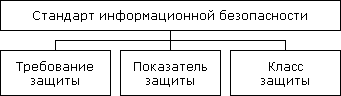 Стандарт информационной безопасности
Требование
защиты
Показатель
защиты
Класс
защиты